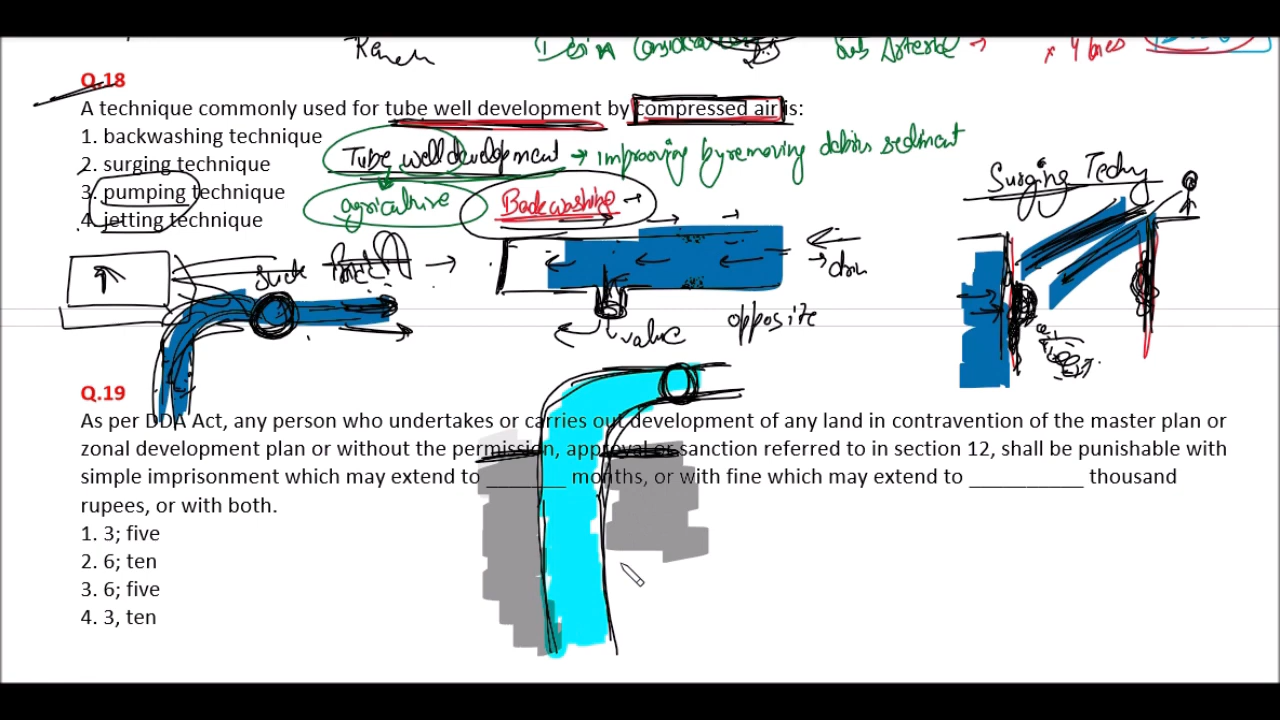 Q.18
A technique commonly used for tube well development by compressed air is:
1. backwashing technique
2. surging technique
3. pumping technique
4. jetting technique
Tube well development → improoving by removing debris sediment
agriculture
Backwashing →
Surging Techq
suck
valve
opposite
Q.19
As per DDA Act, any person who undertakes or carries out development of any land in contravention of the master plan or
zonal development plan or without the permission, approval or sanction referred to in section 12, shall be punishable with
simple imprisonment which may extend to ________ months, or with fine which may extend to ___________ thousand
rupees, or with both.
1. 3; five
2. 6; ten
3. 6; five
4. 3, ten